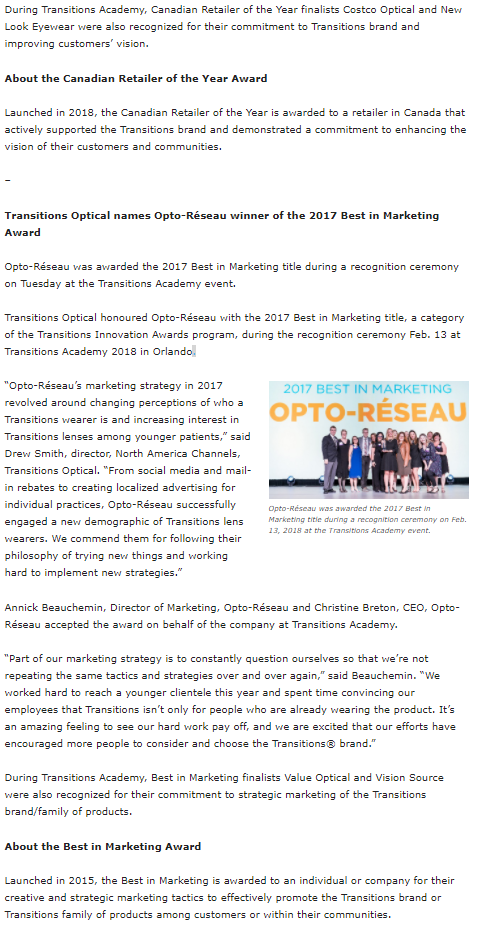 During Transitions Academy, Canadian Retailer of the Year finalists Costco Optical and New
Look Eyewear were also recognized for their commitment to Transitions brand and
improving customers’ vision.
About the Canadian Retailer of the Year Award
Launched in 2018, the Canadian Retailer of the Year is awarded to a retailer in Canada that
actively supported the Transitions brand and demonstrated a commitment to enhancing the
vision of their customers and communities.
–
Transitions Optical names Opto-Réseau winner of the 2017 Best in Marketing
Award
Opto-Réseau was awarded the 2017 Best in Marketing title during a recognition ceremony
on Tuesday at the Transitions Academy event.
Transitions Optical honoured Opto-Réseau with the 2017 Best in Marketing title, a category
of the Transitions Innovation Awards program, during the recognition ceremony Feb. 13 at
Transitions Academy 2018 in Orlando.
“Opto-Réseau’s marketing strategy in 2017
revolved around changing perceptions of who a
Transitions wearer is and increasing interest in
Transitions lenses among younger patients,” said
Drew Smith, director, North America Channels,
Transitions Optical. “From social media and mail-
in rebates to creating localized advertising for
individual practices, Opto-Réseau successfully
engaged a new demographic of Transitions lens
wearers. We commend them for following their
philosophy of trying new things and working
hard to implement new strategies.”
2017 BEST IN MARKETING
OPTO-RÉSEAU
Opto-Réseau was awarded the 2017 Best in
Marketing title during a recognition ceremony on Feb.
13, 2018 at the Transitions Academy event.
Annick Beauchemin, Director of Marketing, Opto-Réseau and Christine Breton, CEO, Opto-
Réseau accepted the award on behalf of the company at Transitions Academy.
“Part of our marketing strategy is to constantly question ourselves so that we’re not
repeating the same tactics and strategies over and over again,” said Beauchemin. “We
worked hard to reach a younger clientele this year and spent time convincing our
employees that Transitions isn’t only for people who are already wearing the product. It’s
an amazing feeling to see our hard work pay off, and we are excited that our efforts have
encouraged more people to consider and choose the Transitions® brand.”
During Transitions Academy, Best in Marketing finalists Value Optical and Vision Source
were also recognized for their commitment to strategic marketing of the Transitions
brand/family of products.
About the Best in Marketing Award
Launched in 2015, the Best in Marketing is awarded to an individual or company for their
creative and strategic marketing tactics to effectively promote the Transitions brand or
Transitions family of products among customers or within their communities.